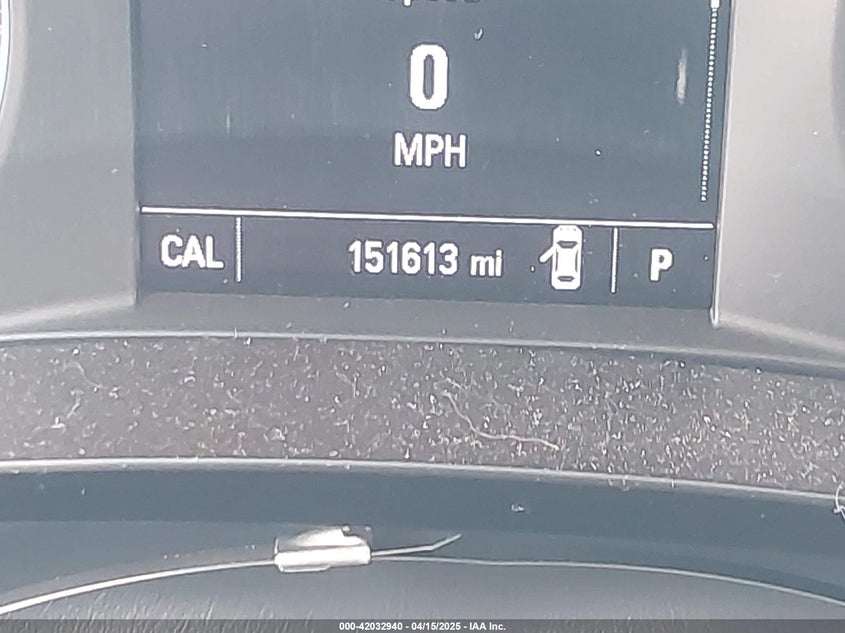 0
MPH
CAL 151613 mi P
000-42032940 - 04/15/2025 - IAA Inc.